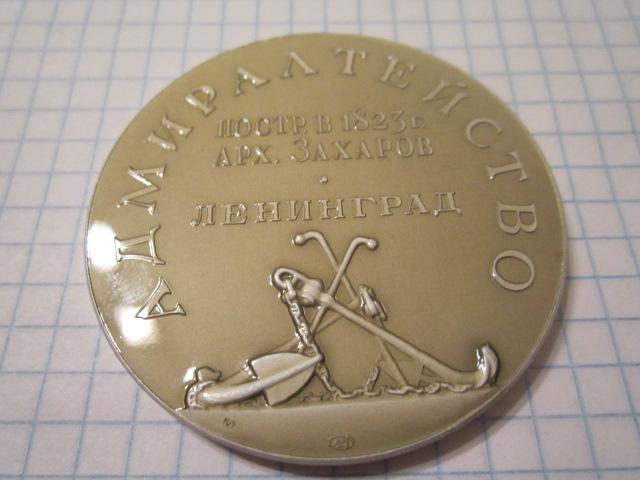 АДМИРАЛТЕЙСТВО
ПОСТР. В 1823 г.
АРХ. ЗАХАРОВ
ЛЕНИНГРАД